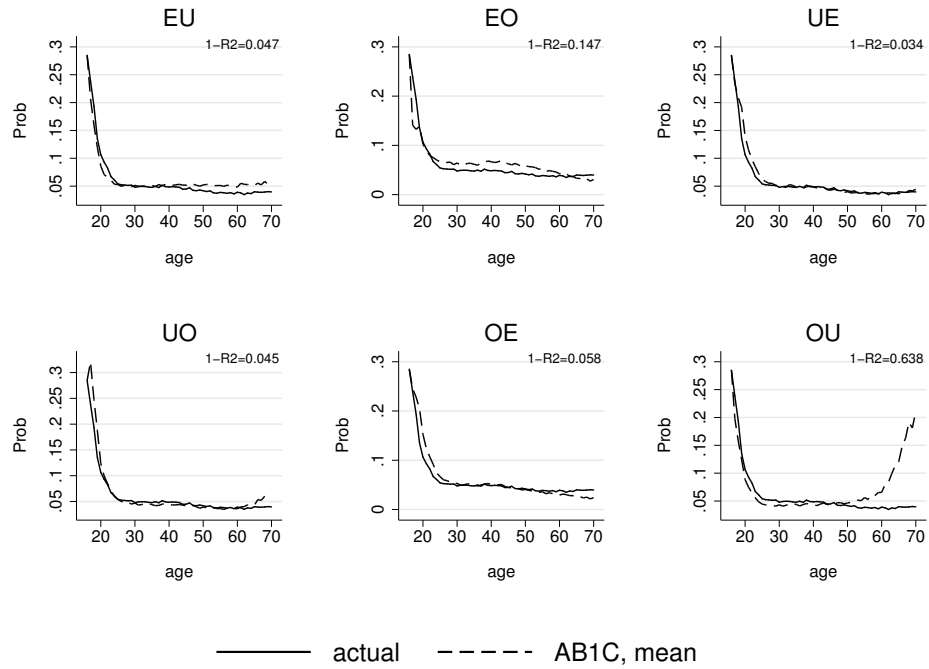 EU
1−R2=0.047
Prob
.05 .1 .15 .2 .25 .3
20 30 40 50 60 70
age
EO
1−R2=0.147
Prob
0 .1 .2 .3
20 30 40 50 60 70
age
UE
1−R2=0.034
Prob
.05 .1 .15 .2 .25 .3
20 30 40 50 60 70
age
UO
1−R2=0.045
Prob
.05 .1 .15 .2 .25 .3
20 30 40 50 60 70
age
OE
1−R2=0.058
Prob
0 .1 .2 .3
20 30 40 50 60 70
age
OU
1−R2=0.638
Prob
.05 .1 .15 .2 .25 .3
20 30 40 50 60 70
age
actual AB1C, mean